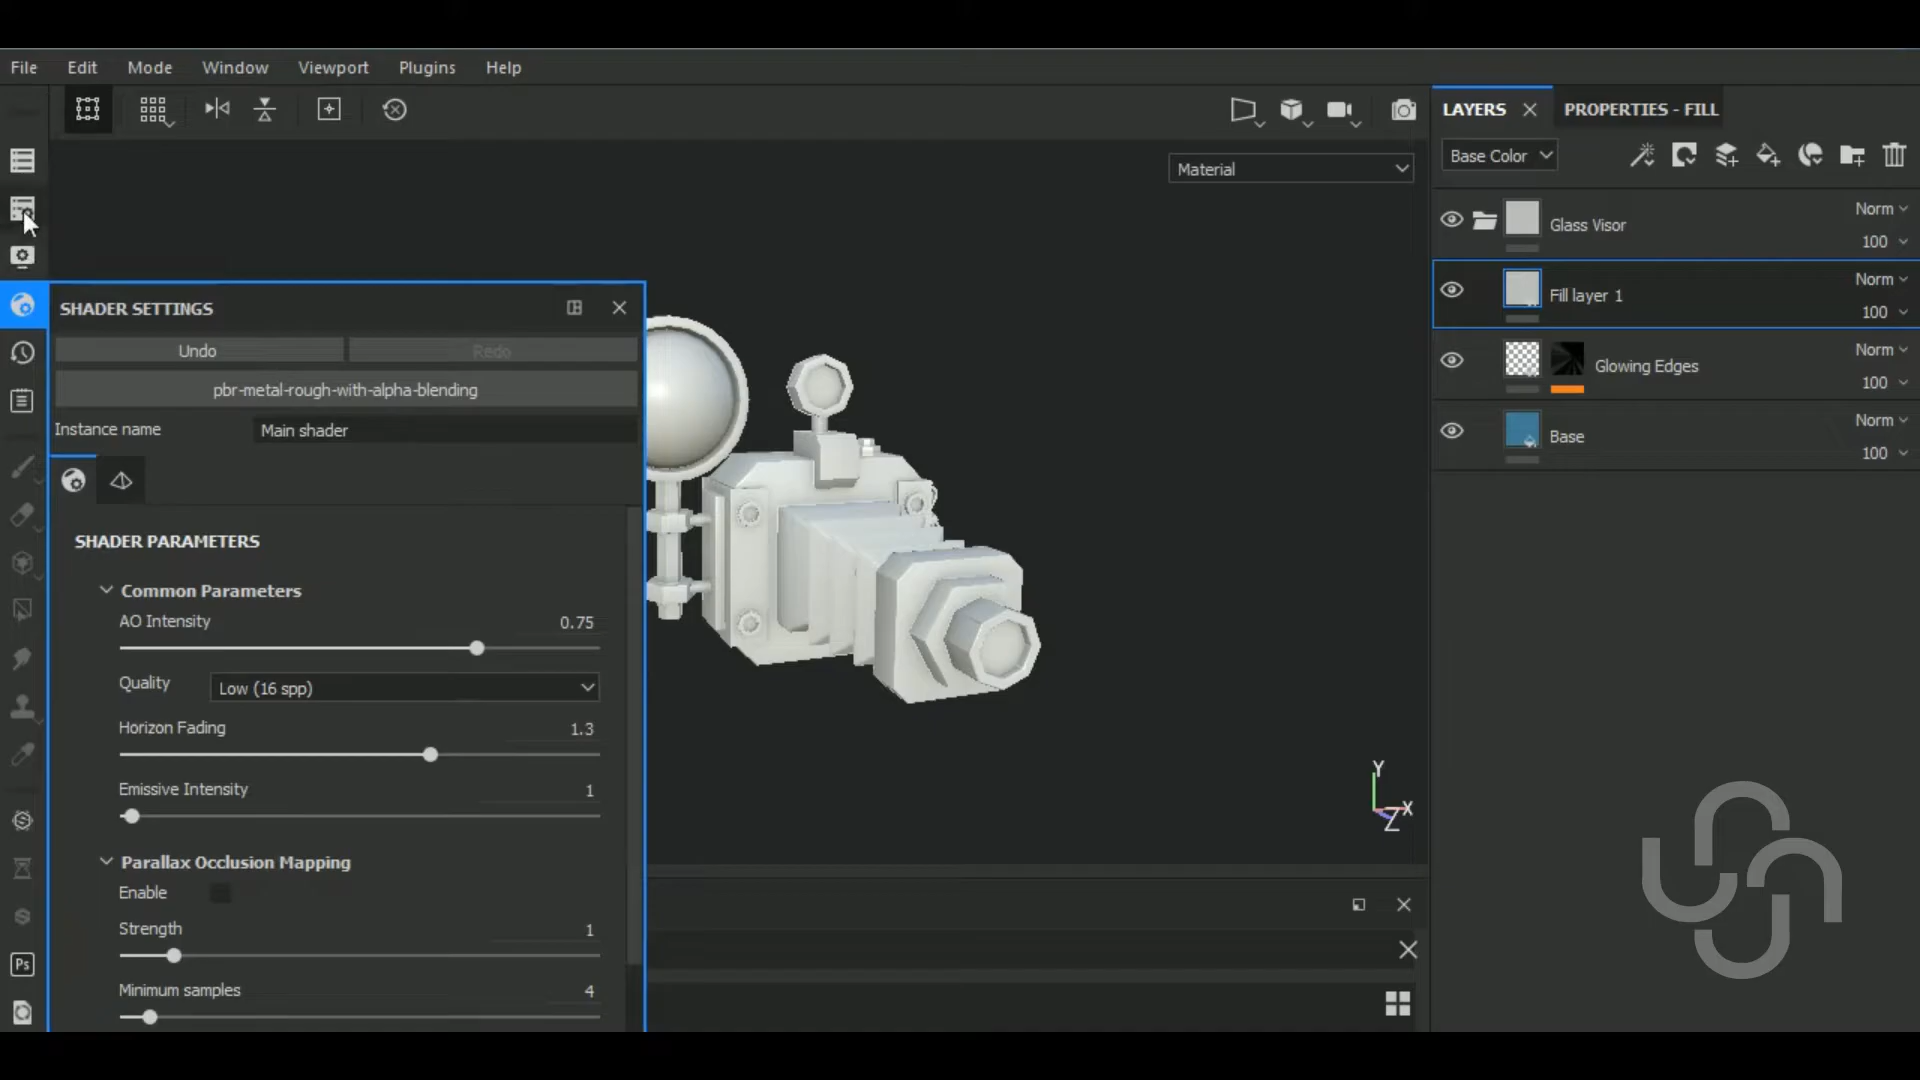 File Edit Mode Window Viewport Plugins Help
LAYERS PROPERTIES - FILL
Base Color
Material
Glass Visor Norm
100
Fill layer 1 Norm
100
Glowing Edges Norm
100
Base Norm
100
SHADER SETTINGS
Undo Redo
pbr-metal-rough-with-alpha-blending
Instance name Main shader
SHADER PARAMETERS
Common Parameters
AO Intensity 0.75
Quality Low (16 spp)
Horizon Fading 1.3
Emissive Intensity 1
Parallax Occlusion Mapping
Enable
Strength 1
Minimum samples 4
Y
X
Z
Ps